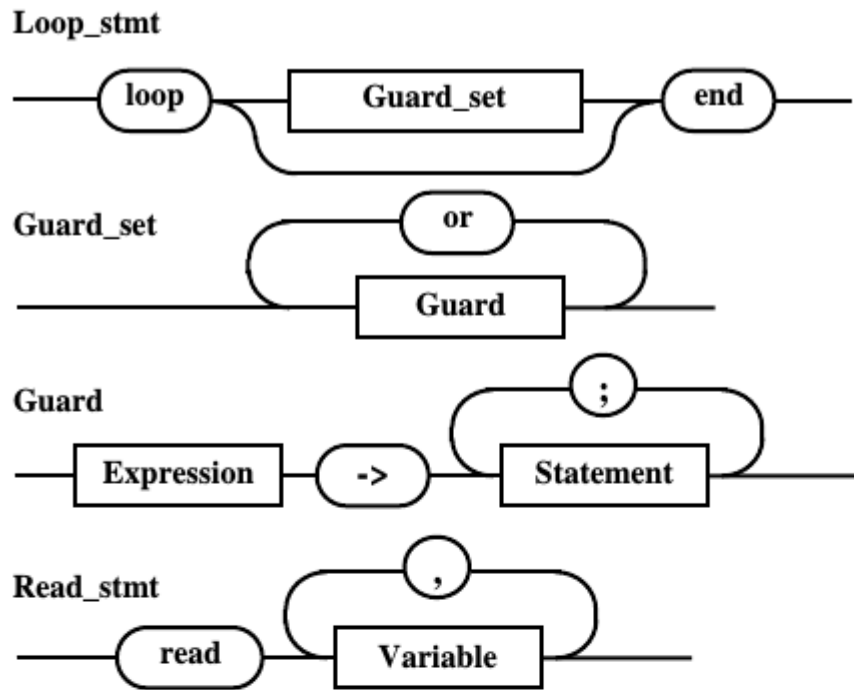 Loop_stmt
loop Guard_set end
Guard_set
or
Guard
Guard
;
Expression -> Statement
Read_stmt
,
read Variable